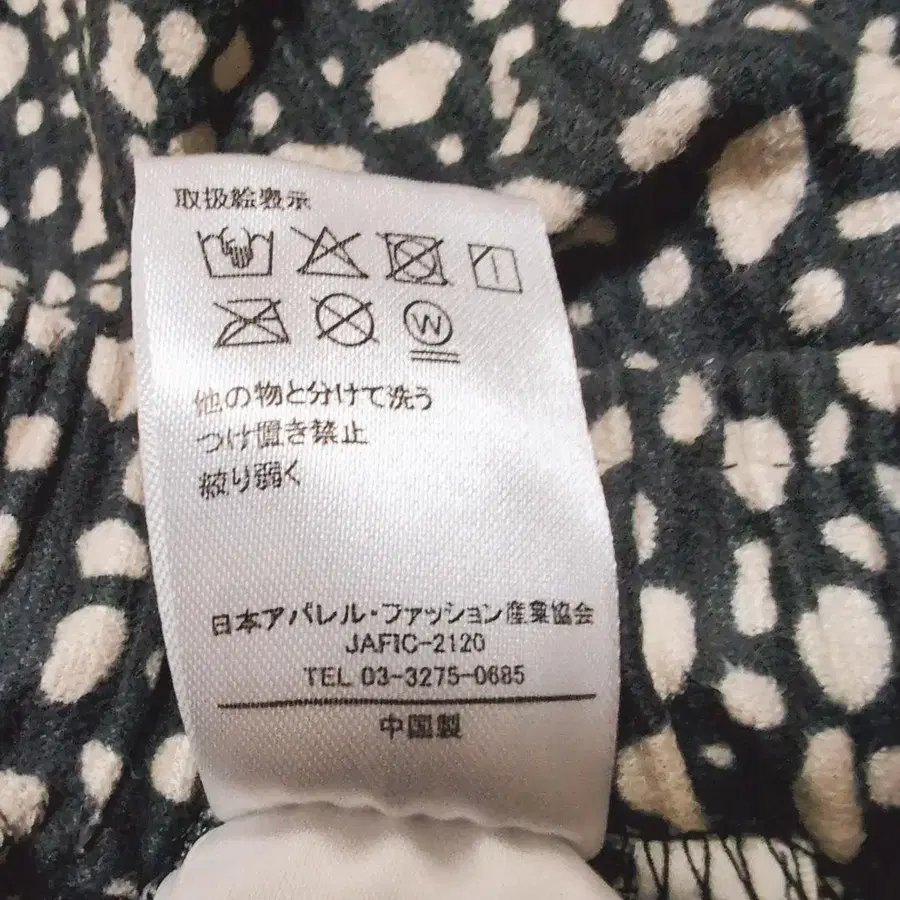 取扱絵表示
W
他の物と分けて洗う
つけ置き禁止
絞り弱く
日本アパレル・ファッション産業協会
JAFIC-2120
TEL 03-3275-0685
中国製